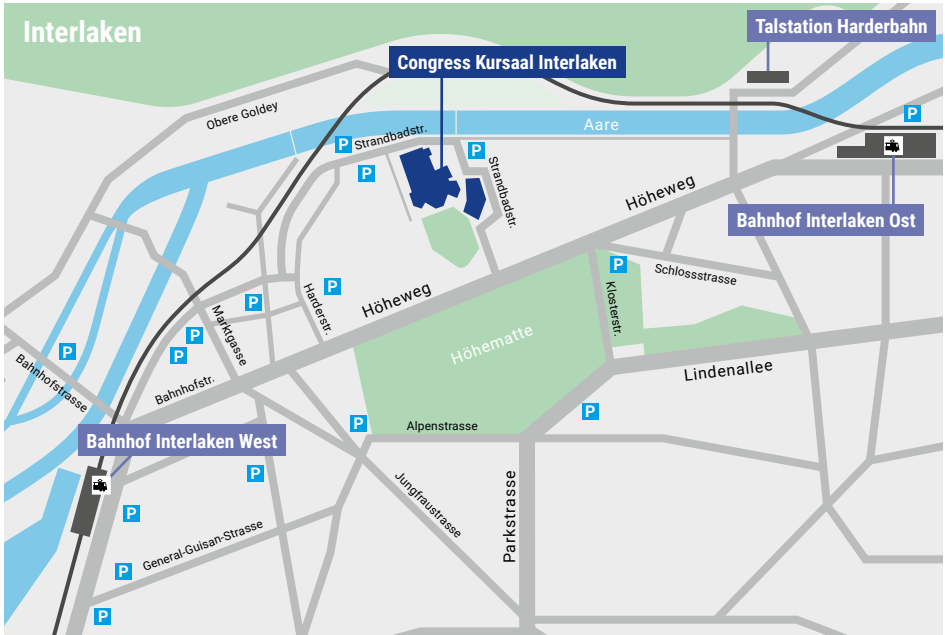 Interlaken
Talstation Harderbahn
Congress Kursaal Interlaken
Obere Goldey
Aare
P
P
Strandbadstr.
P
P
Strandbadstr.
Höheweg
Bahnhof Interlaken Ost
P
Schlossstrasse
P
Harderstr.
P
Höheweg
Klosterstr.
Marktgasse
P
P
P
Höhematte
Bahnhofstrasse
Bahnhofstr.
Lindenallee
P
P
Alpenstrasse
Bahnhof Interlaken West
P
Jungfraustrasse
Parkstrasse
P
General-Guisan-Strasse
P
P